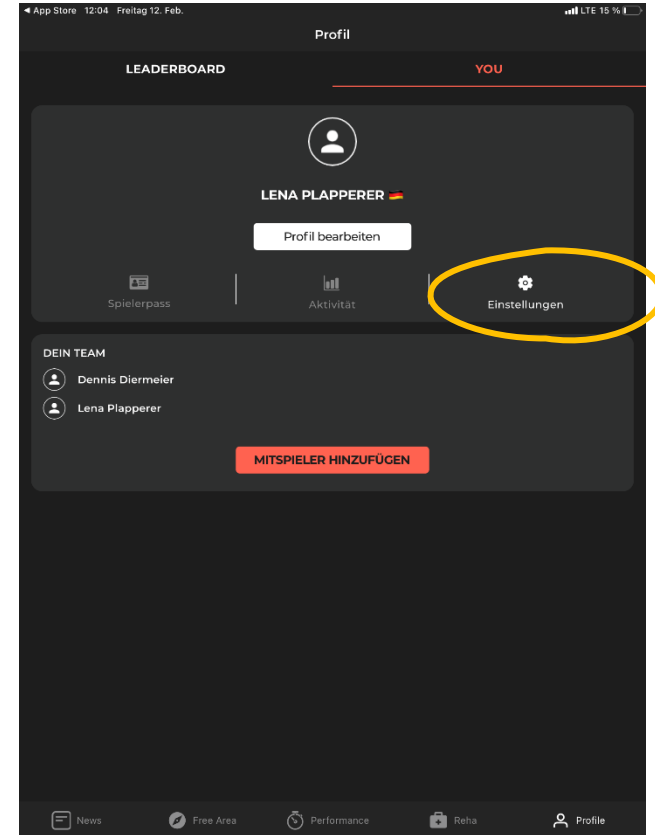 App Store 12:04 Freitag 12. Feb. LTE 15 %
Profil
LEADERBOARD YOU
LENA PLAPPERER
Profil bearbeiten
Spielerpass Aktivität Einstellungen
DEIN TEAM
Dennis Diermeier
Lena Plapperer
MITSPIELER HINZUFÜGEN
News Free Area Performance Reha Profile